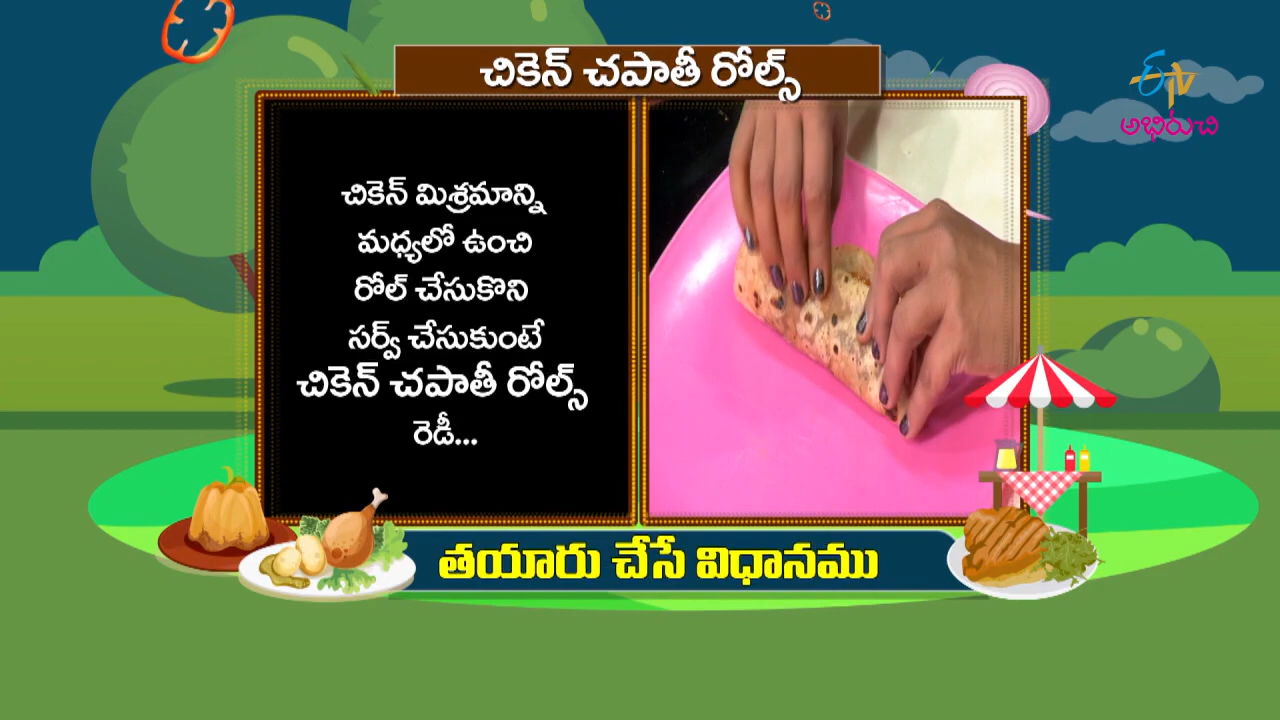 చికెన్ చపాతీ రోల్స్
ETV
అభిరుచి
చికెన్ మిశ్రమాన్ని
మధ్యలో ఉంచి
రోల్ చేసుకొని
సర్వ్ చేసుకుంటే
చికెన్ చపాతీ రోల్స్
రెడీ...
తయారు చేసే విధానము